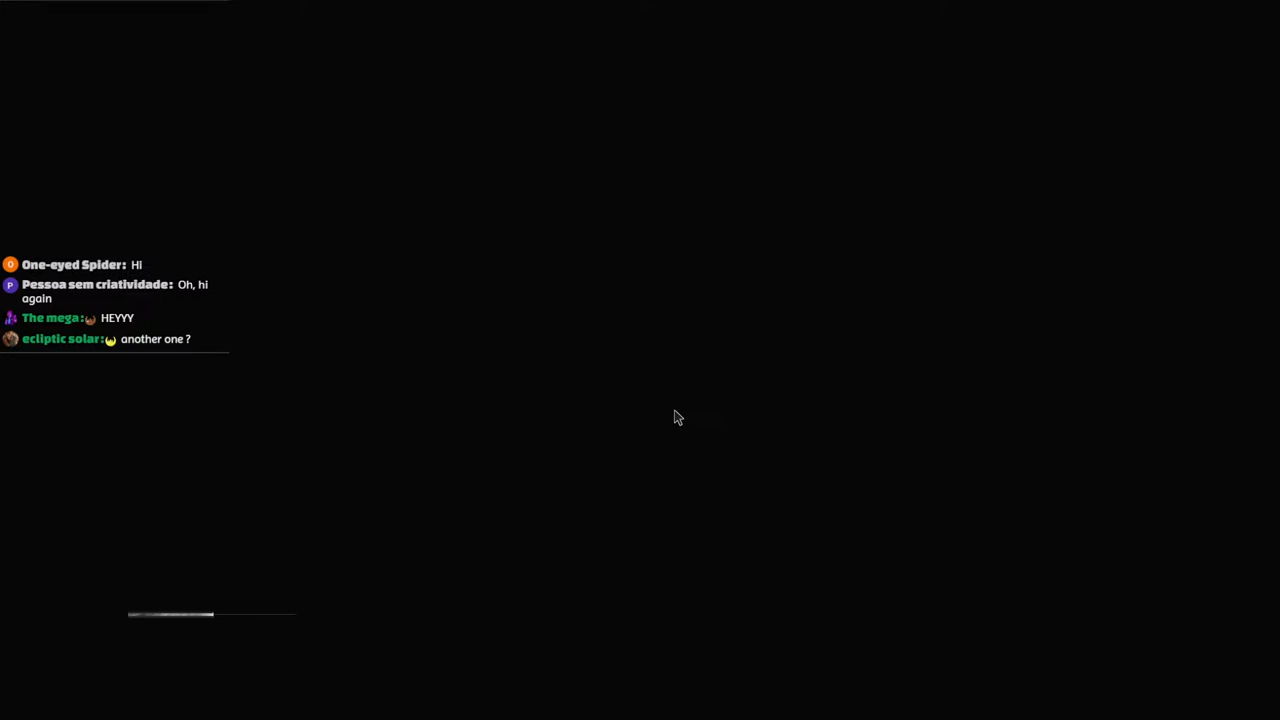 O One-eyed Spider: Hi
P Pessoa sem criatividade: Oh, hi
again
The mega: HEYYY
ecliptic solar: another one ?